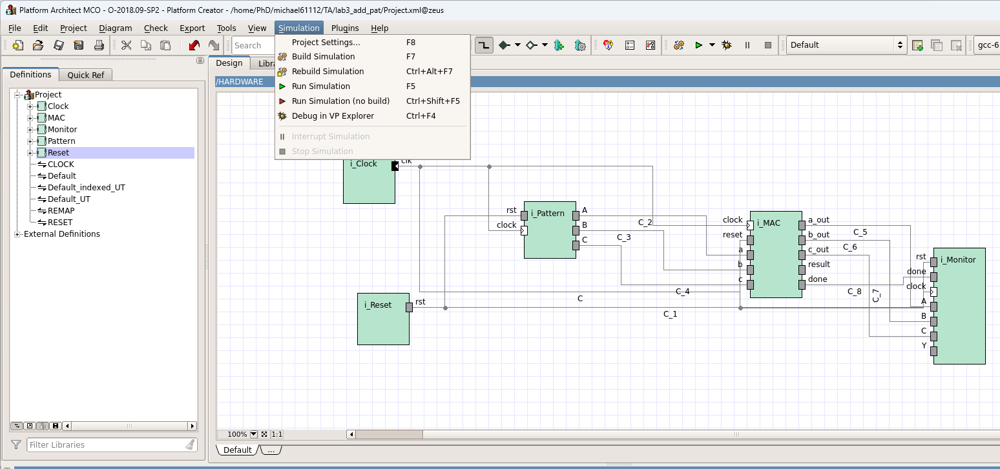 Platform Architect MCO - O-2018.09-SP2 - Platform Creator - /home/PhD/michael61112/TA/lab3_add_pat/Project.xml@zeus
File Edit Project Diagram Check Export Tools View Simulation Plugins Help
Search
Default
gcc-6
Project Settings... F8
Build Simulation F7
Rebuild Simulation Ctrl+Alt+F7
Run Simulation F5
Run Simulation (no build) Ctrl+Shift+F5
Debug in VP Explorer Ctrl+F4
Interrupt Simulation
Stop Simulation
Definitions Quick Ref
Project
Clock
MAC
Monitor
Pattern
Reset
CLOCK
Default
Default_indexed_UT
Default_UT
REMAP
RESET
External Definitions
Filter Libraries
Design Libra
/HARDWARE
i_Clock
clk
rst
clock
i_Pattern
A
B
C
C_2
C_3
clock
reset
a
b
c
i_MAC
a_out
b_out
c_out
result
done
C_5
C_6
C_4
C_8
C_7
C
C_1
i_Reset
rst
rst
done
clock
A
B
C
Y
i_Monitor
100% 1:1
Default ...